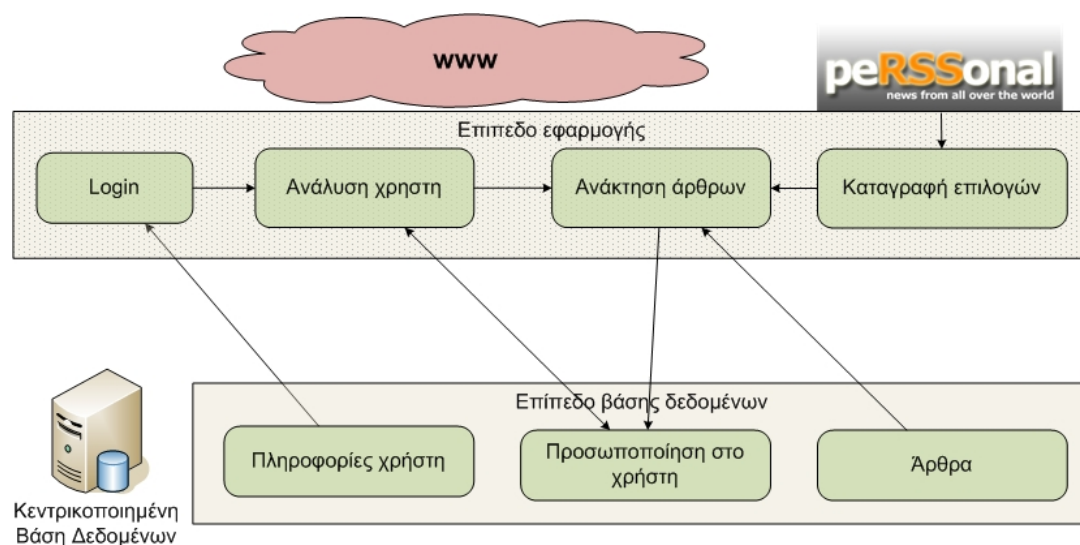 www
peRSSonal
news from all over the world
Επιπεδο εφαρμογής
Login
Ανάλυση χρηστη
Ανάκτηση άρθρων
Καταγραφή επιλογών
Επίπεδο βάσης δεδομένων
Πληροφορίες χρήστη
Προσωποποίηση στο
χρήστη
Άρθρα
Κεντρικοποιημένη
Βάση Δεδομένων